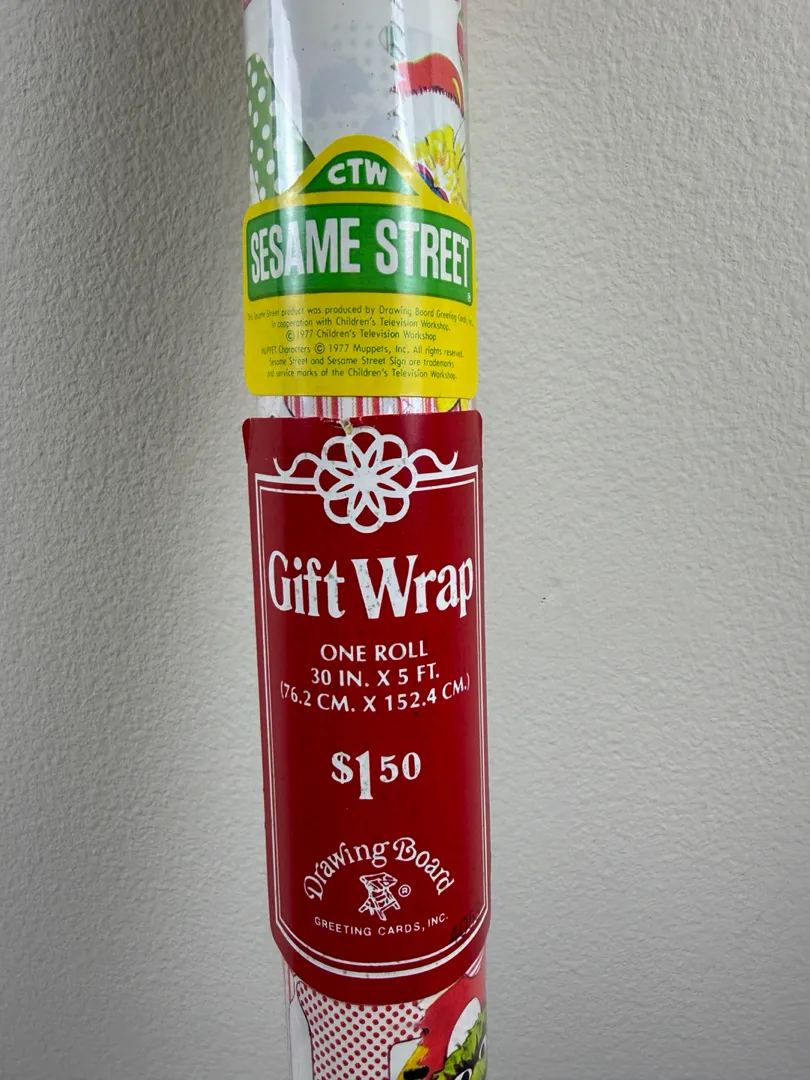 CTW
SESAME STREET
®
This Sesame Street product was produced by Drawing Board Greeting Cards, Inc.
in cooperation with Children's Television Workshop.
© 1977 Children's Television Workshop
MUPPET Characters © 1977 Muppets, Inc. All rights reserved.
Sesame Street and Sesame Street Sign are trademarks
and service marks of the Children's Television Workshop.
Gift Wrap
ONE ROLL
30 IN. X 5 FT.
(76.2 CM. X 152.4 CM.)
$1 50
Drawing Board
®
GREETING CARDS, INC.